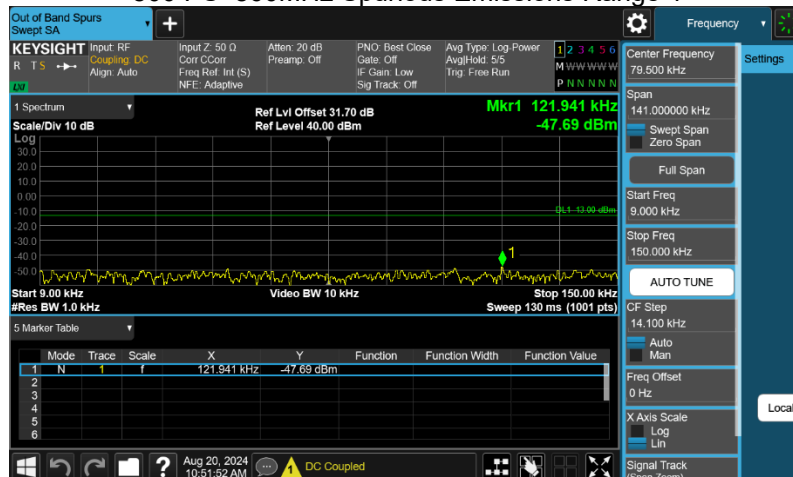 Out of Band Spurs
Swept SA
Frequency
KEYSIGHT
R T S
LXI
Input: RF
Coupling: DC
Align: Auto
Input Z: 50 Ω
Corr CCorr
Freq Ref: Int (S)
NFE: Adaptive
Atten: 20 dB
Preamp: Off
PNO: Best Close
Gate: Off
IF Gain: Low
Sig Track: Off
Avg Type: Log-Power
Avg|Hold: 5/5
Trig: Free Run
1 2 3 4 5 6
M W W W W W
P N N N N N
1 Spectrum
Scale/Div 10 dB
Ref Lvl Offset 31.70 dB
Ref Level 40.00 dBm
Mkr1 121.941 kHz
-47.69 dBm
Log
30.0
20.0
10.0
0.00
-10.0
DL1 -13.00 dBm
-20.0
-30.0
-40.0
1
-50.0
Start 9.00 kHz
#Res BW 1.0 kHz
Video BW 10 kHz
Stop 150.00 kHz
Sweep 130 ms (1001 pts)
5 Marker Table
Mode Trace Scale X Y Function Function Width Function Value
1 N 1 f 121.941 kHz -47.69 dBm
2
3
4
5
6
Aug 20, 2024
10:51:52 AM
DC Coupled
Center Frequency
79.500 kHz
Span
141.000000 kHz
Swept Span
Zero Span
Full Span
Start Freq
9.000 kHz
Stop Freq
150.000 kHz
AUTO TUNE
CF Step
14.100 kHz
Auto
Man
Freq Offset
0 Hz
X Axis Scale
Log
Lin
Signal Track
(Span Zoom)
Settings
Local